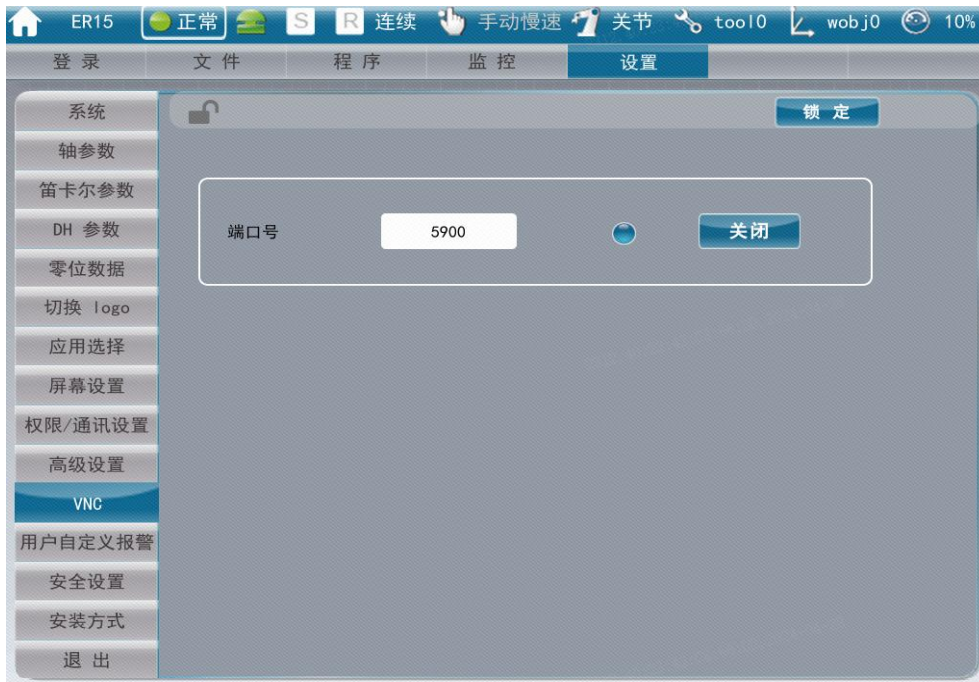 ER15 正常 S R 连续 手动慢速 关节 tool0 wobj0 10%
登录 文件 程序 监控 设置
系统 锁定
轴参数
笛卡尔参数
DH 参数 端口号 5900 关闭
零位数据
切换 logo
应用选择
屏幕设置
权限/通讯设置
高级设置
VNC
用户自定义报警
安全设置
安装方式
退出